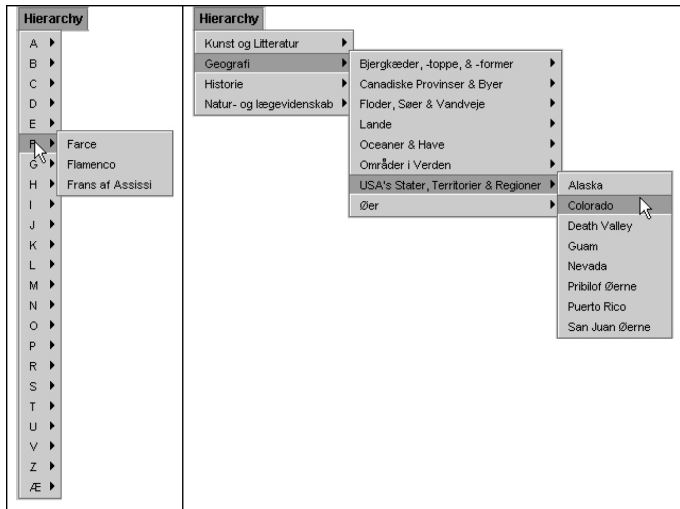 Hierarchy
A
B
C
D
E
F
G
H
I
J
K
L
M
N
O
P
R
S
T
U
V
Z
Æ
Farce
Flamenco
Frans af Assissi
Hierarchy
Kunst og Litteratur
Geografi
Historie
Natur- og lægevidenskab
Bjergkæder, -toppe, & -former
Canadiske Provinser & Byer
Floder, Søer & Vandveje
Lande
Oceaner & Have
Områder i Verden
USA's Stater, Territorier & Regioner
Øer
Alaska
Colorado
Death Valley
Guam
Nevada
Pribilof Øerne
Puerto Rico
San Juan Øerne